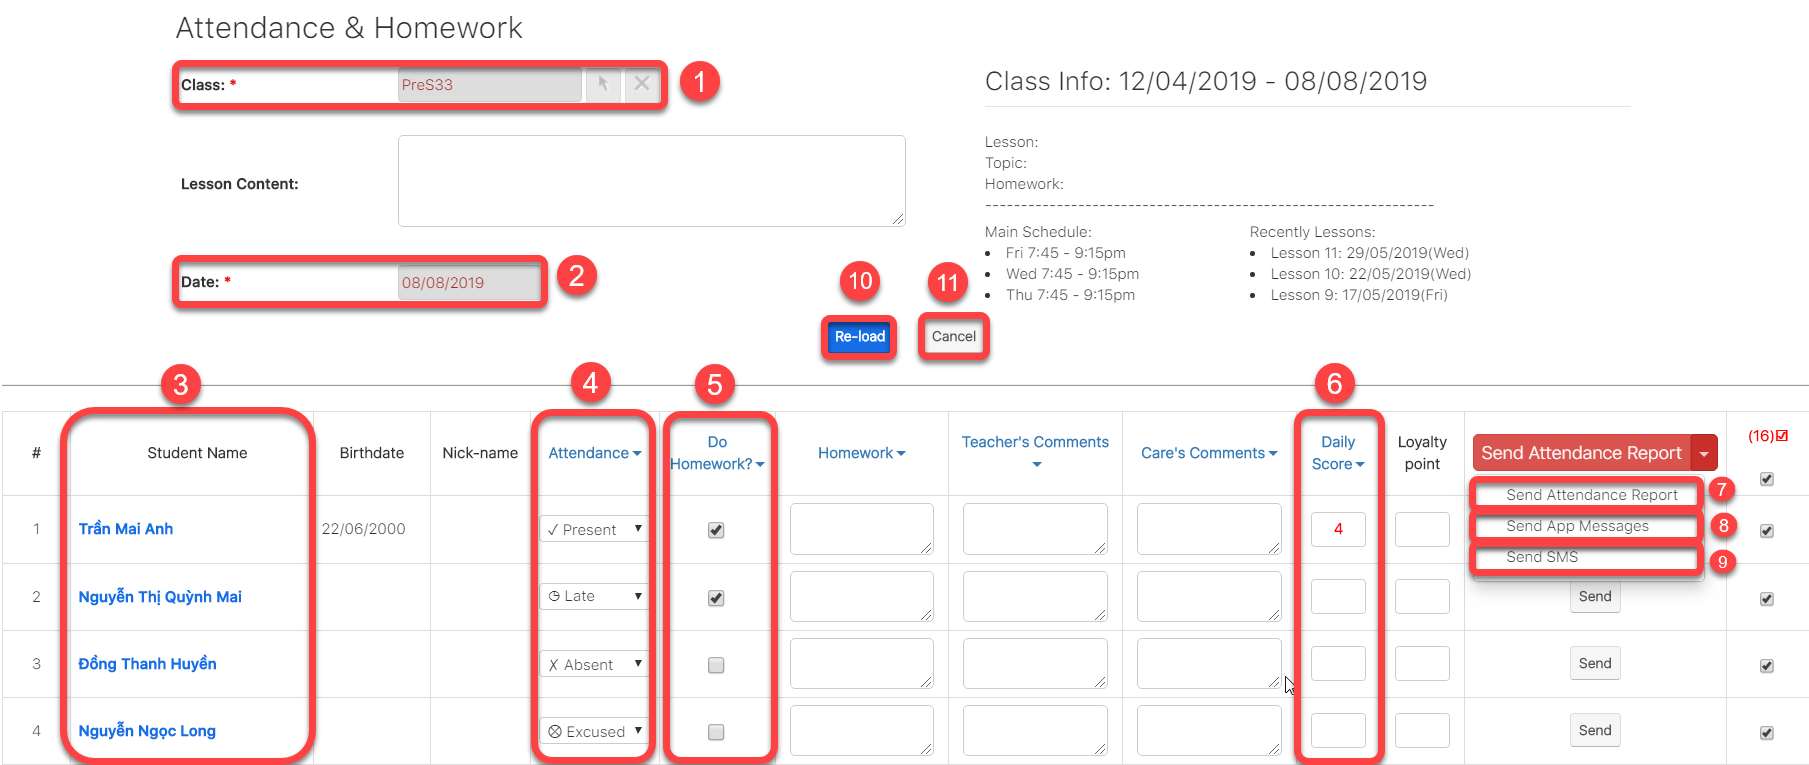 Attendance & Homework
Class: *
PreS33
1
Class Info: 12/04/2019 - 08/08/2019
Lesson Content:
Lesson:
Topic:
Homework:
----------------------------------------------------------------
Main Schedule:
Fri 7:45 - 9:15pm
Wed 7:45 - 9:15pm
Thu 7:45 - 9:15pm
Recently Lessons:
Lesson 11: 29/05/2019(Wed)
Lesson 10: 22/05/2019(Wed)
Lesson 9: 17/05/2019(Fri)
Date: *
08/08/2019
2
10
11
Re-load
Cancel
3
4
5
6
#
Student Name
Birthdate
Nick-name
Attendance
Do
Homework?
Homework
Teacher's Comments
Care's Comments
Daily
Score
Loyalty
point
Send Attendance Report
(16)
Send Attendance Report
7
Send App Messages
8
Send SMS
9
1
Trần Mai Anh
22/06/2000
✓ Present
4
2
Nguyễn Thị Quỳnh Mai
Late
Send
3
Đồng Thanh Huyền
✗ Absent
Send
4
Nguyễn Ngọc Long
Excused
Send